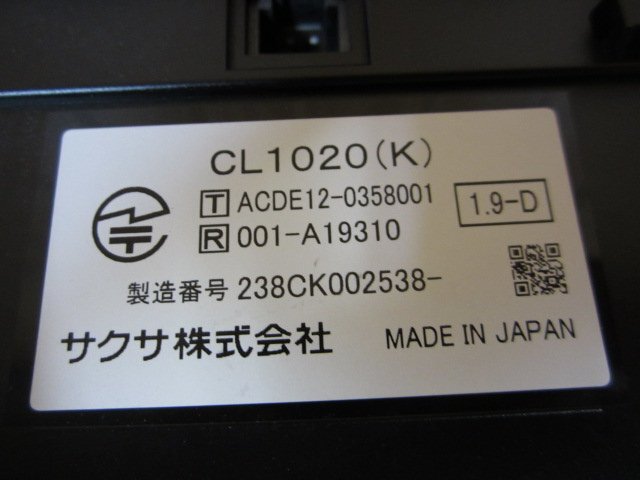 CL1020(K)
T ACDE12-0358001
1.9-D
R 001-A19310
製造番号 238CK002538-
サクサ株式会社
MADE IN JAPAN